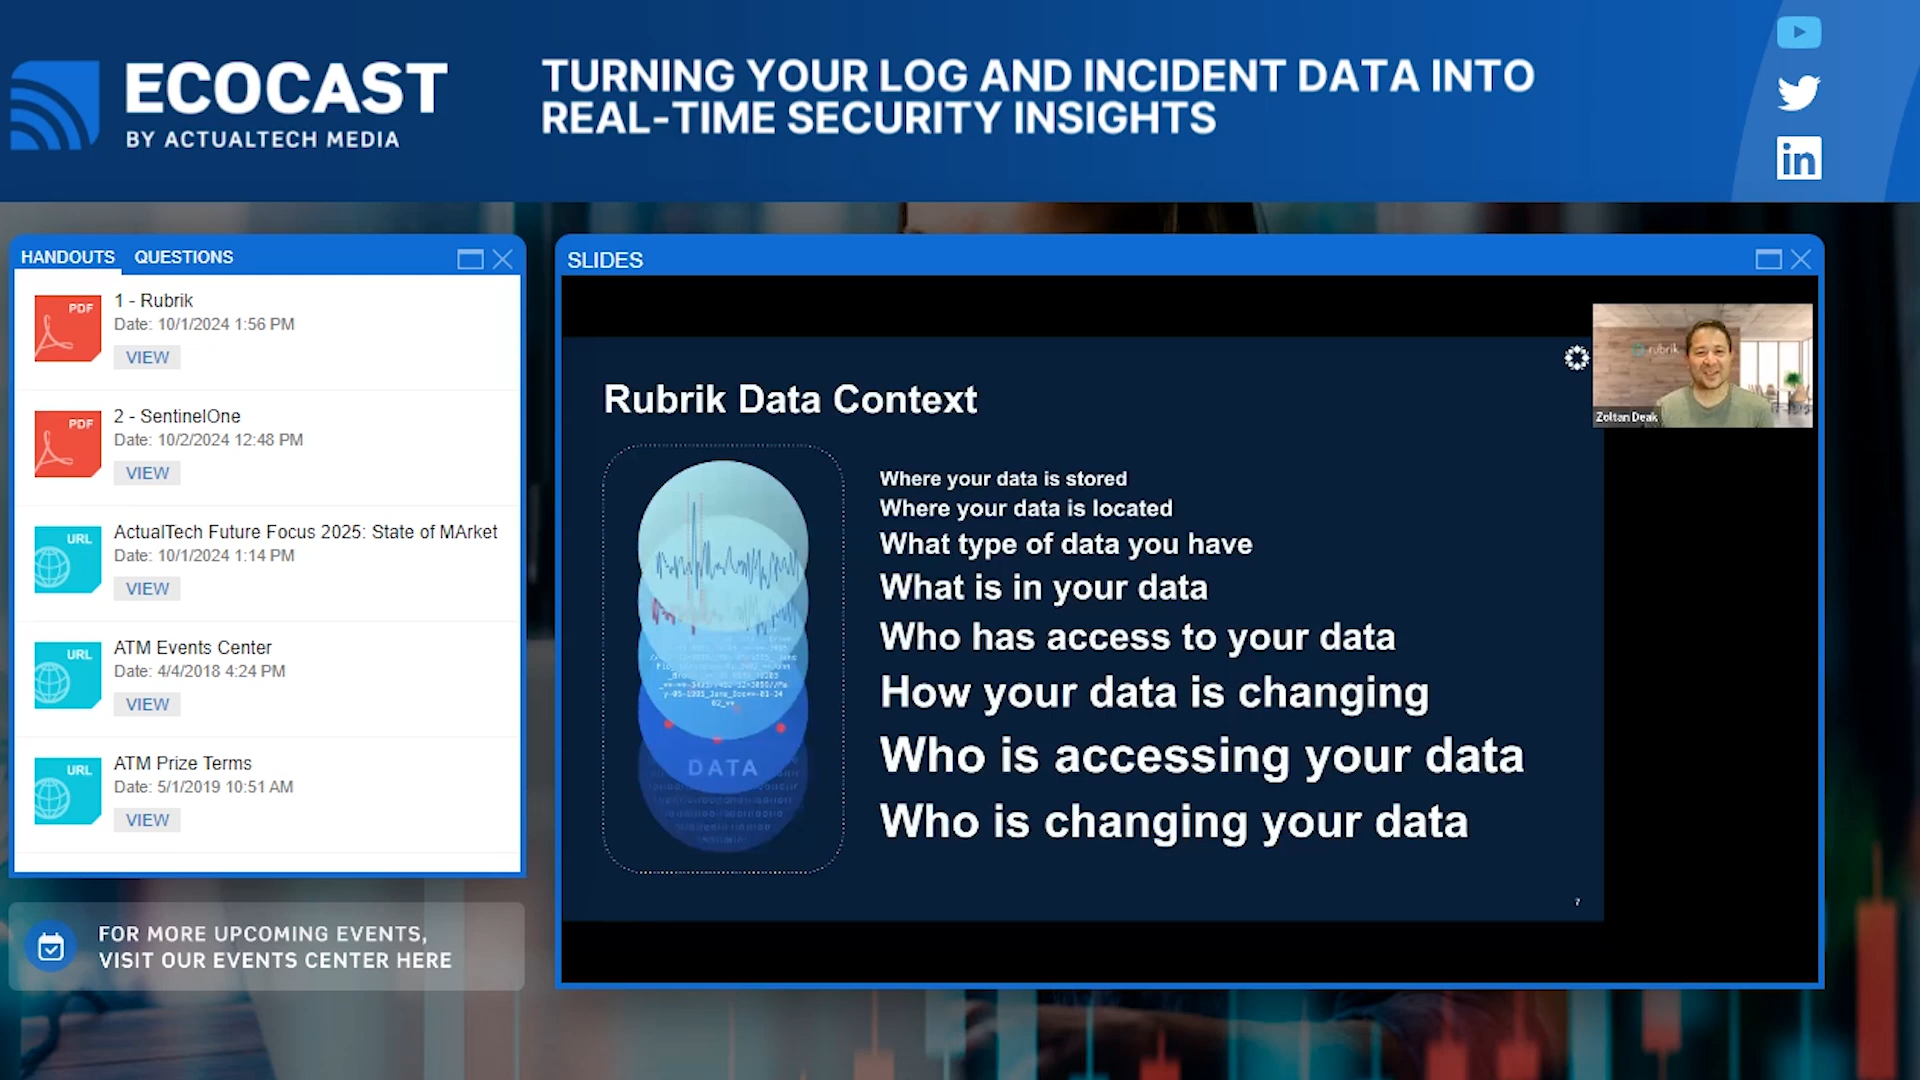 ECOCAST
BY ACTUALTECH MEDIA
TURNING YOUR LOG AND INCIDENT DATA INTO
REAL-TIME SECURITY INSIGHTS
in
HANDOUTS QUESTIONS
PDF
1 - Rubrik
Date: 10/1/2024 1:56 PM
VIEW
PDF
2 - SentinelOne
Date: 10/2/2024 12:48 PM
VIEW
URL
ActualTech Future Focus 2025: State of MArket
Date: 10/1/2024 1:14 PM
VIEW
URL
ATM Events Center
Date: 4/4/2018 4:24 PM
VIEW
URL
ATM Prize Terms
Date: 5/1/2019 10:51 AM
VIEW
FOR MORE UPCOMING EVENTS,
VISIT OUR EVENTS CENTER HERE
SLIDES
rubrik
Zoltan Deak
Rubrik Data Context
DATA
Where your data is stored
Where your data is located
What type of data you have
What is in your data
Who has access to your data
How your data is changing
Who is accessing your data
Who is changing your data
7